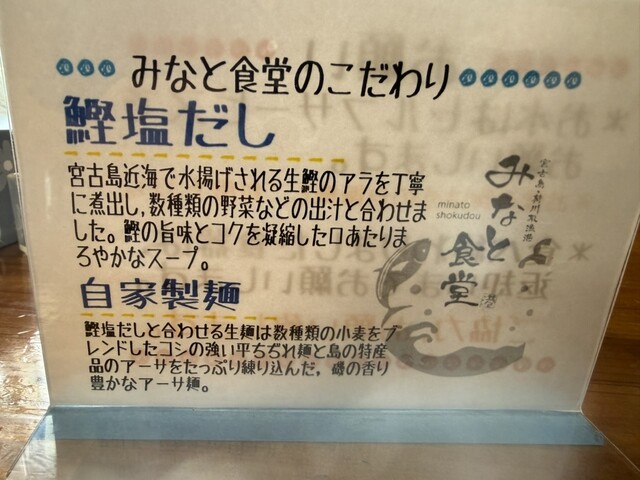 みなと食堂のこだわり
鰹塩だし
宮古島近海で水揚げされる生鰹のアラを丁寧
に煮出し,数種類の野菜などの出汁と合わせま
した。鰹の旨味とコクを凝縮した口あたりま
ろやかなスープ。
自家製麺
鰹塩だしと合わせる生麺は数種類の小麦をブ
レンドしたコシの強い平ちぢれ麺と島の特産
品のアーサをたっぷり練り込んだ,磯の香り
豊かなアーサ麺。
みなと食堂
minato
shokudou
港